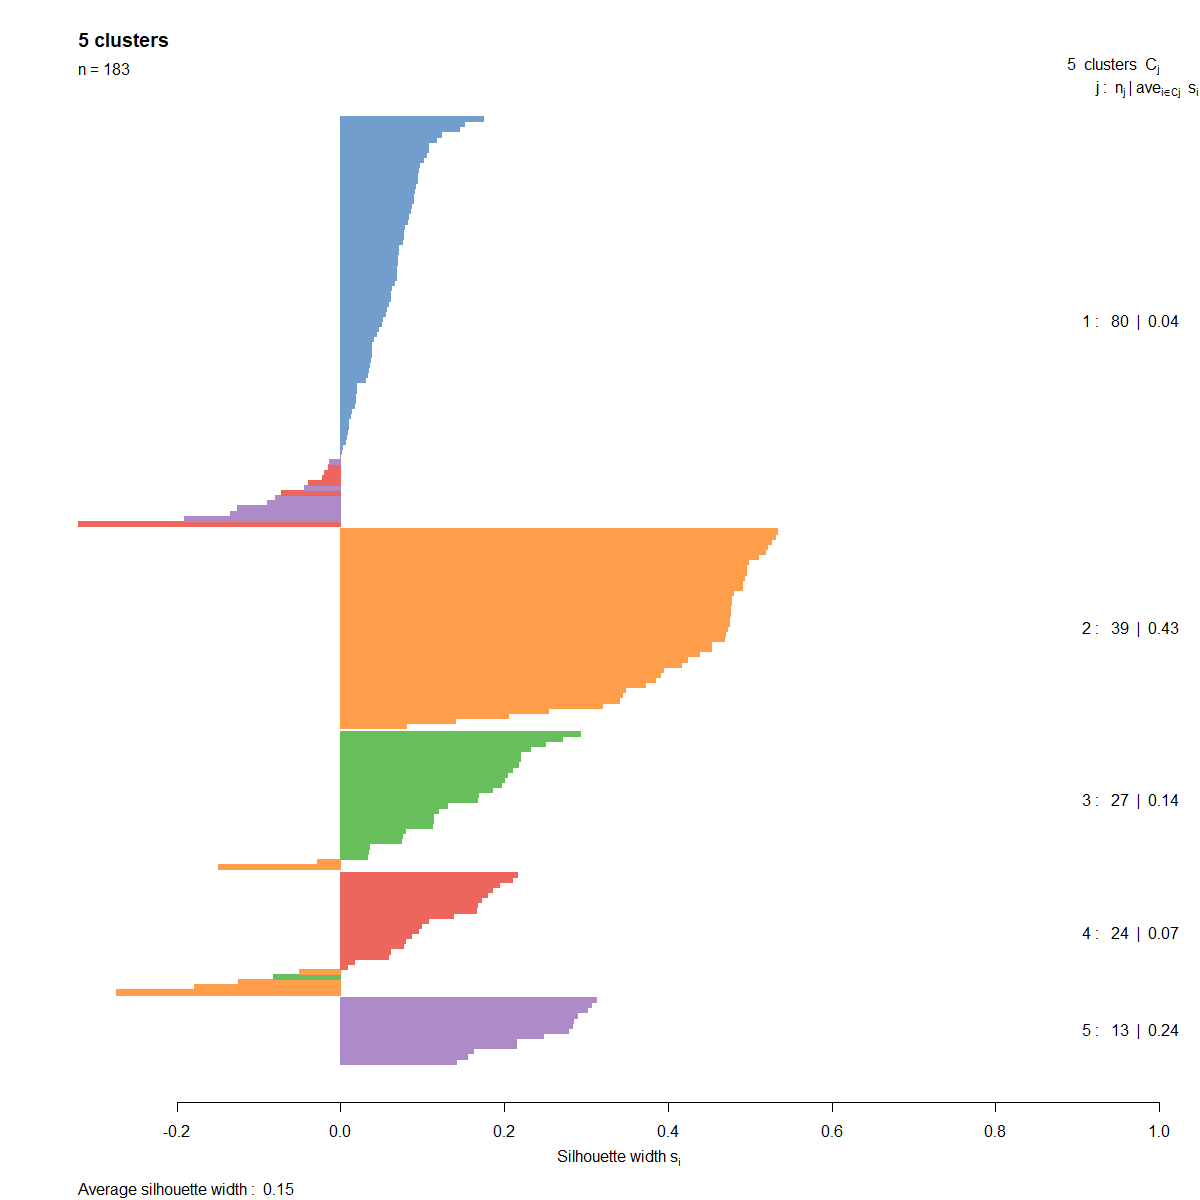 5 clusters
n = 183
5 clusters Cj
j : nj | avei∈Cj si
1 : 80 | 0.04
2 : 39 | 0.43
3 : 27 | 0.14
4 : 24 | 0.07
5 : 13 | 0.24
-0.2 0.0 0.2 0.4 0.6 0.8 1.0
Silhouette width si
Average silhouette width : 0.15